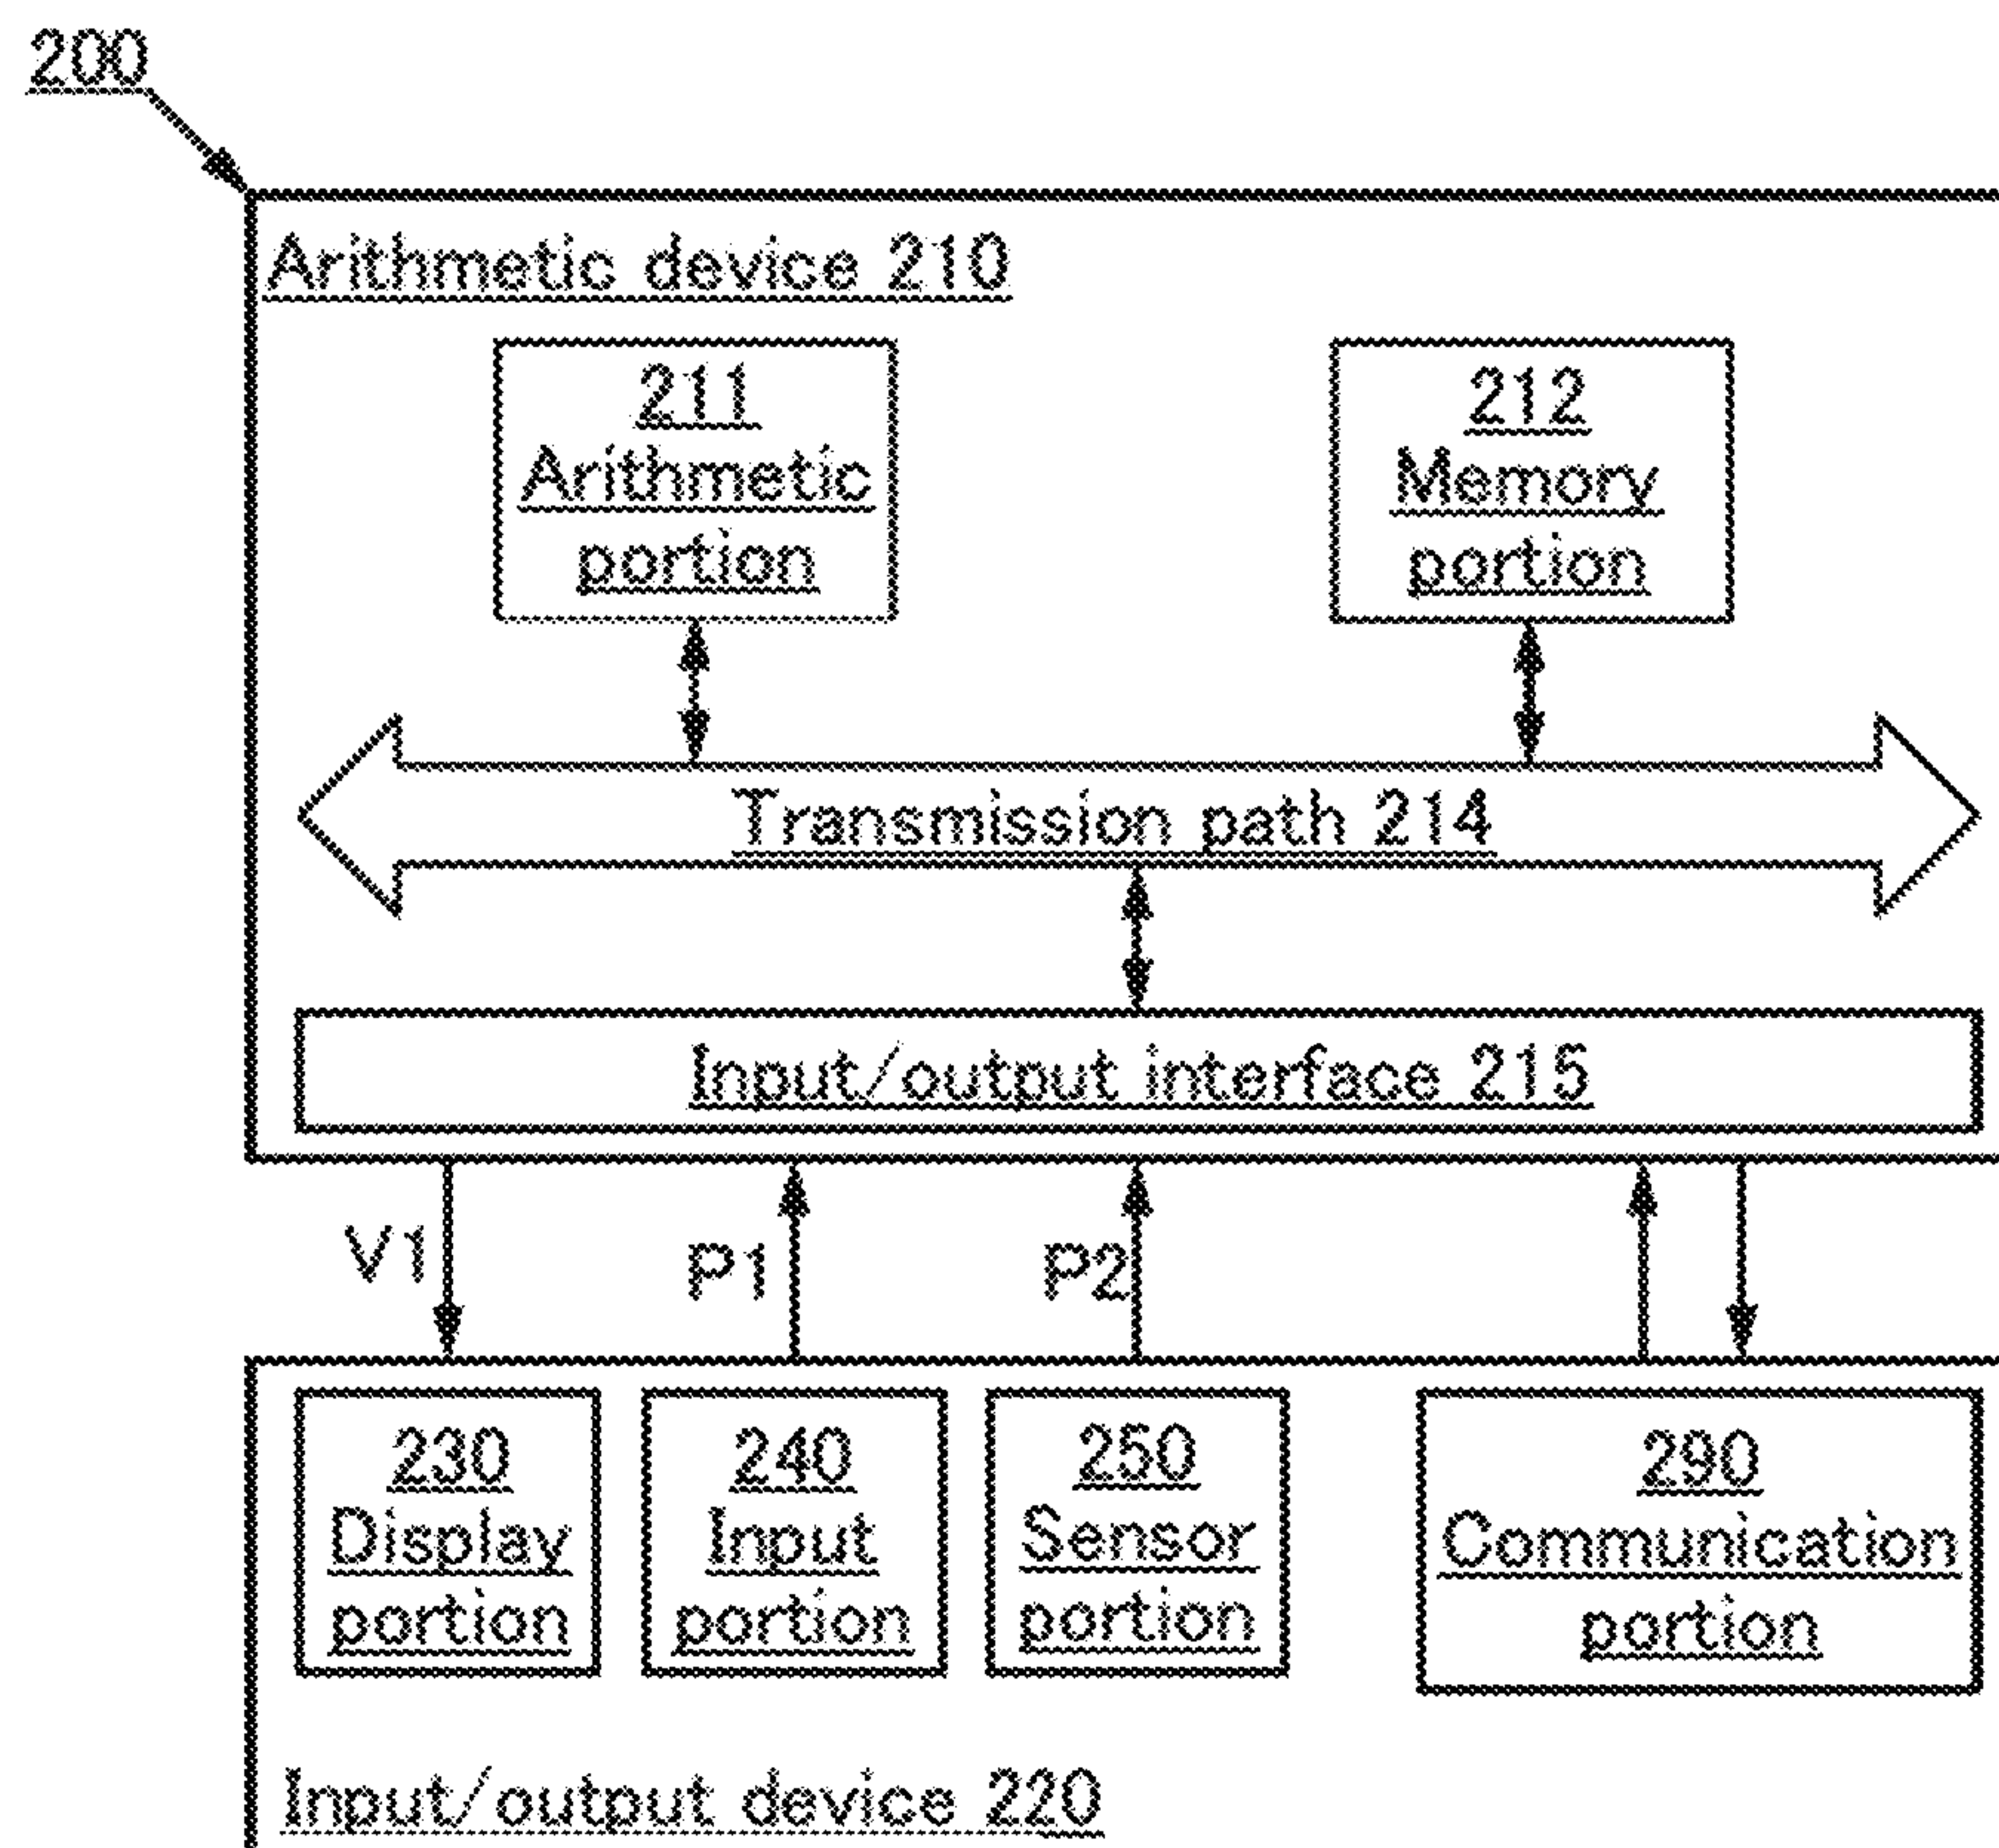 200
Arithmetic device 210
211
Arithmetic
portion
212
Memory
portion
Transmission path 214
Input/output interface 215
V1
P1
P2
230
Display
portion
240
Input
portion
250
Sensor
portion
290
Communication
portion
Input/output device 220